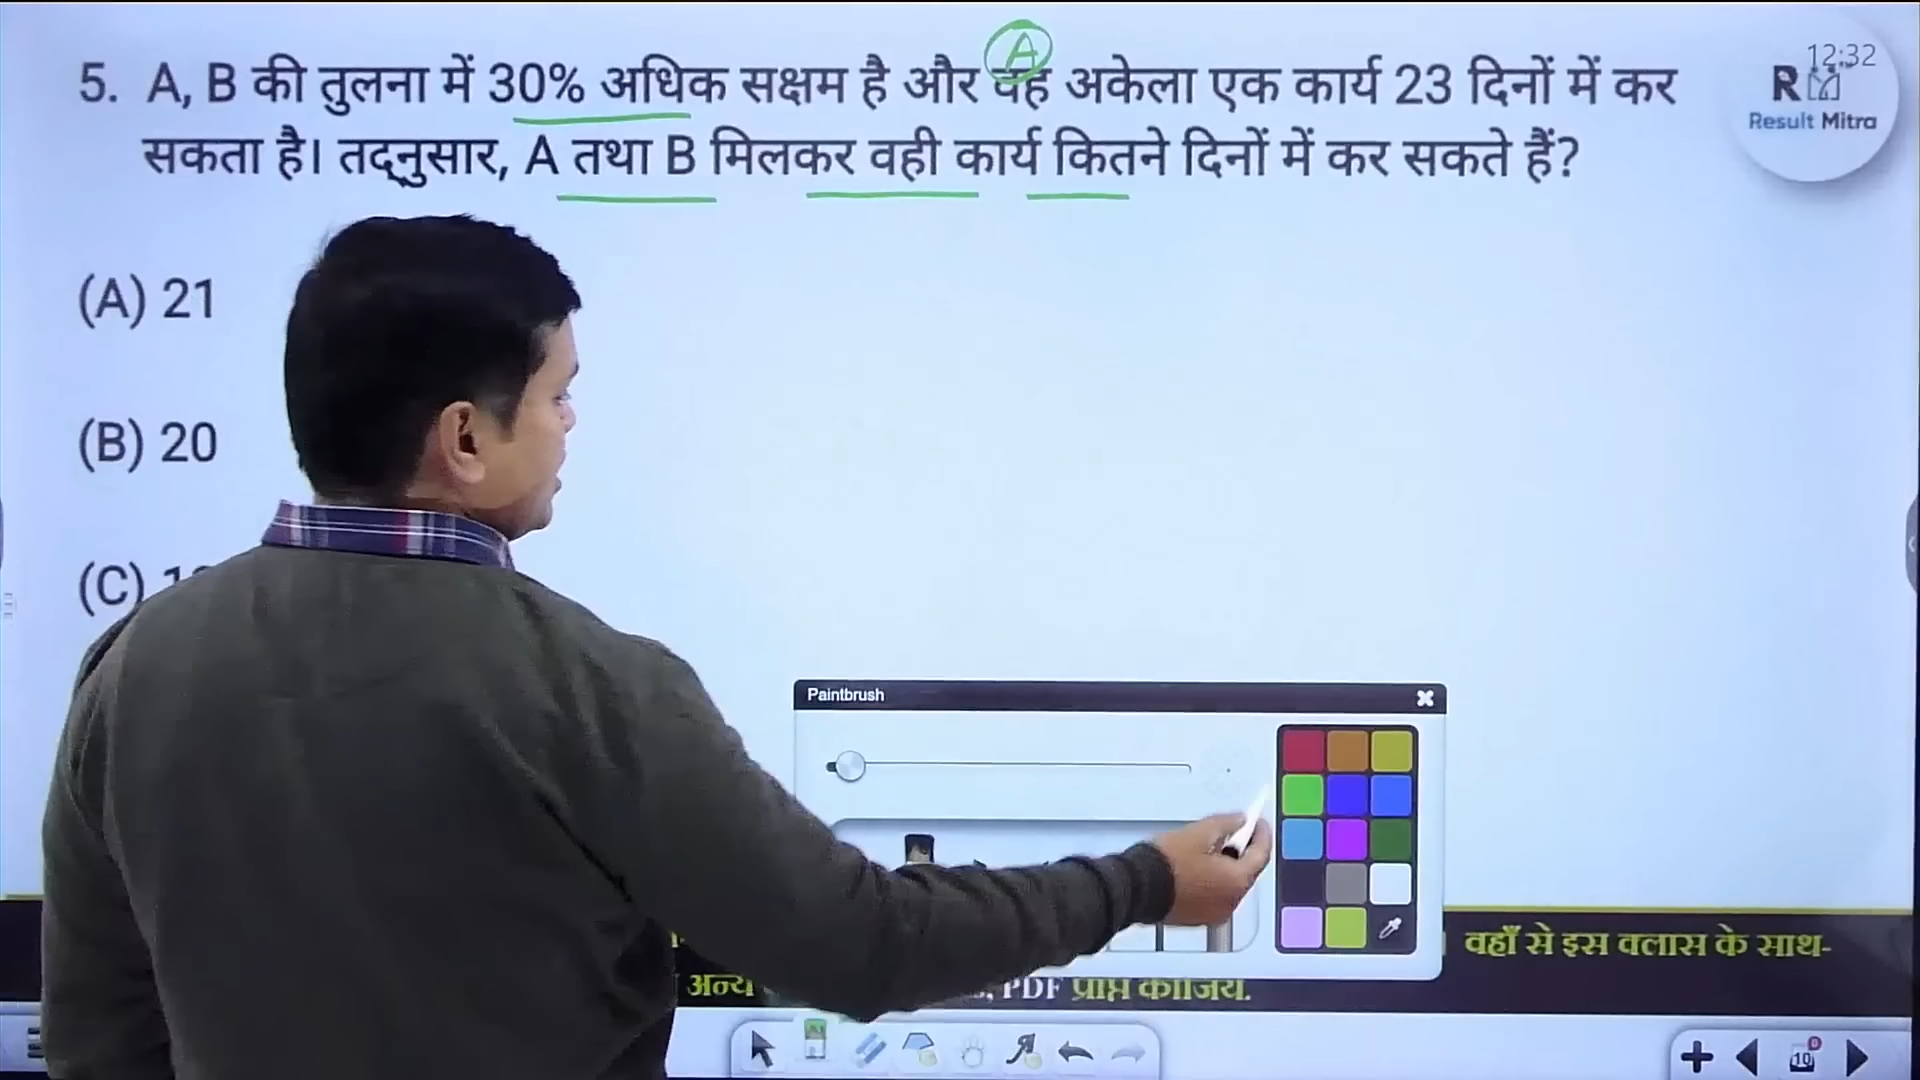 A
12:32
5. A, B की तुलना में 30% अधिक सक्षम है और वह अकेला एक कार्य 23 दिनों में कर
सकता है। तद्नुसार, A तथा B मिलकर वही कार्य कितने दिनों में कर सकते हैं?
R
Result Mitra
(A) 21
(B) 20
(C)
Paintbrush
वहाँ से इस क्लास के साथ-
अन्य
PDF प्राप्त कीजिये.
10